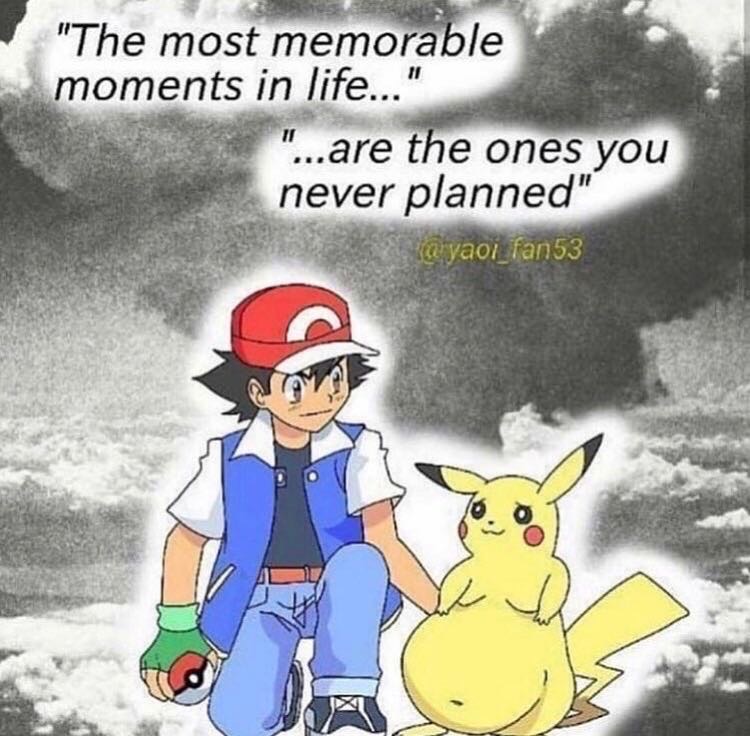 "The most memorable
moments in life..."
"...are the ones you
never planned"
@yaoi_fan53